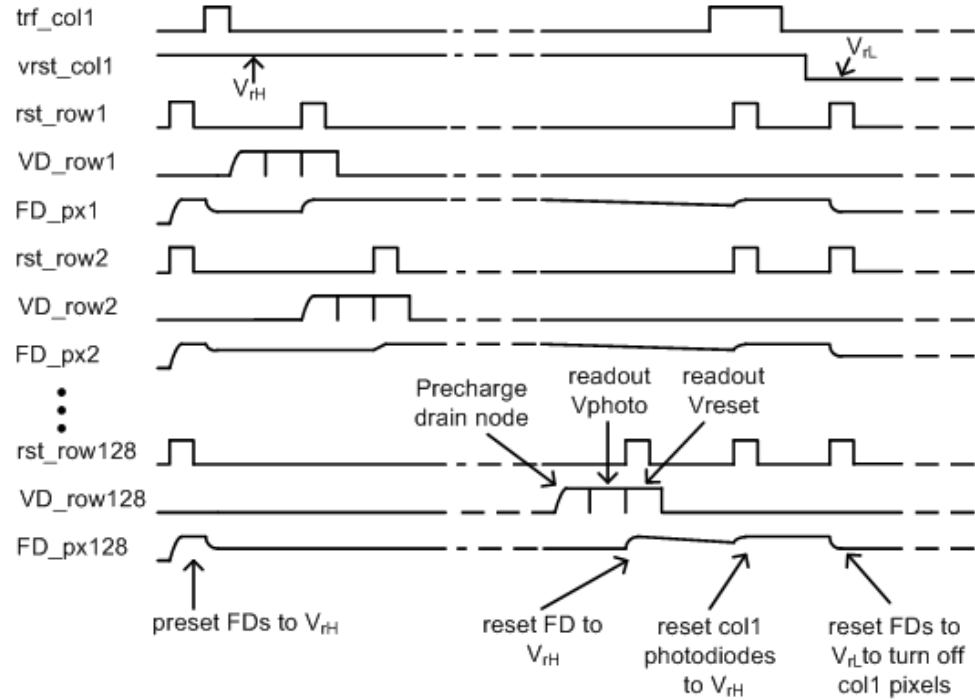 trf_col1
vrst_col1
VrH
VrL
rst_row1
VD_row1
FD_px1
rst_row2
VD_row2
FD_px2
Precharge
drain node
readout
Vphoto
readout
Vreset
rst_row128
VD_row128
FD_px128
preset FDs to VrH
reset FD to
VrH
reset col1
photodiodes
to VrH
reset FDs to
VrLto turn off
col1 pixels